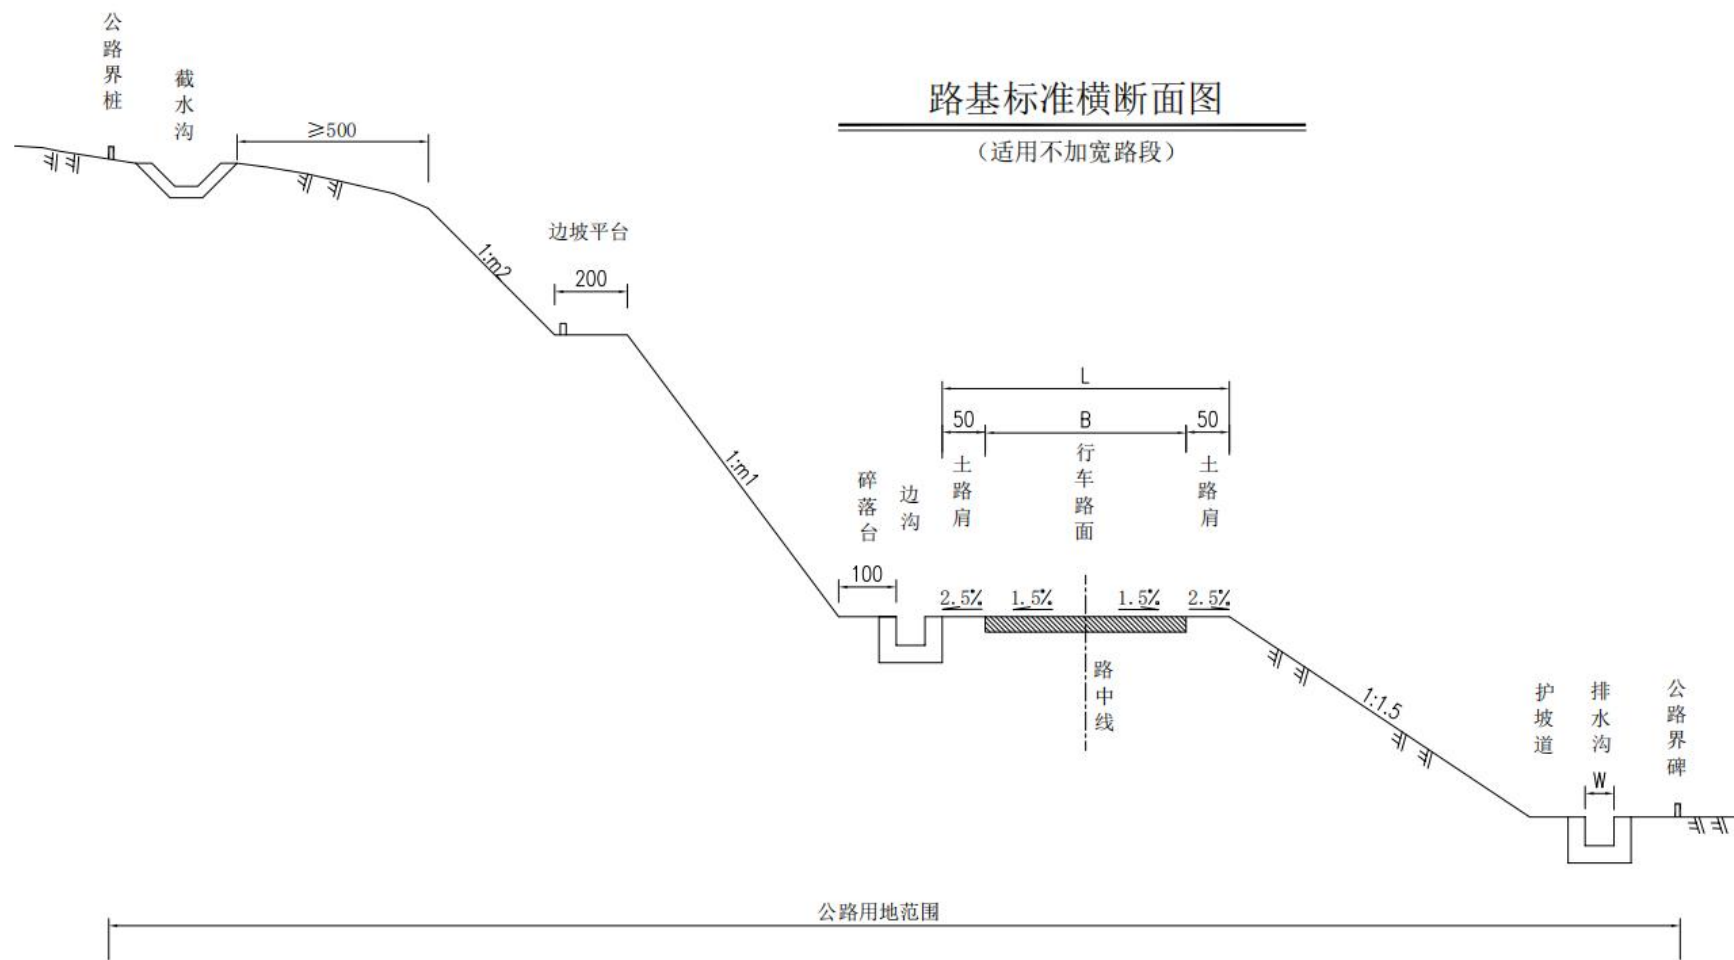 公路界桩
截水沟
≥500
路基标准横断面图
（适用不加宽路段）
边坡平台
200
1:m2
1:m1
L
50
B
50
土路肩
行车路面
土路肩
碎落台
边沟
100
2.5%
1.5%
1.5%
2.5%
路中线
1:1.5
护坡道
排水沟
公路界碑
W
公路用地范围